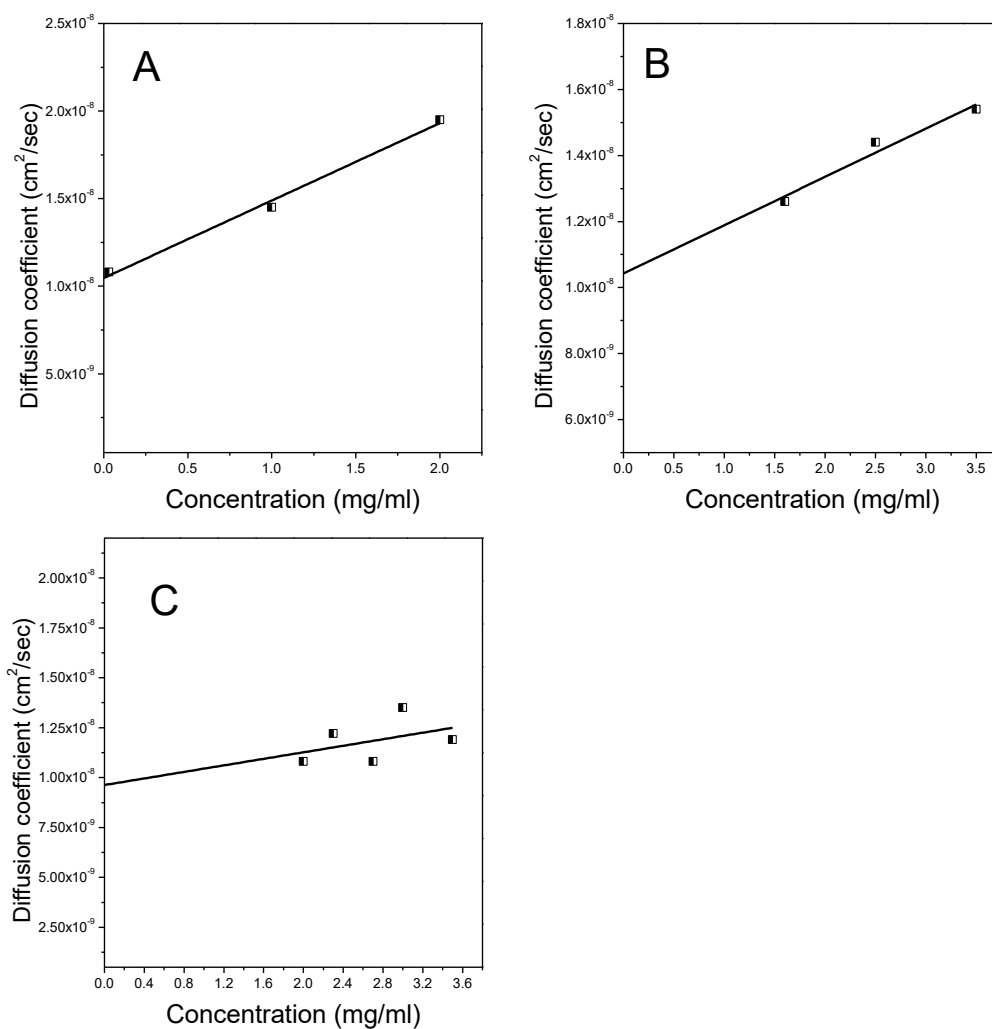 A
Diffusion coefficient (cm²/sec)
2.5x10⁻⁸
2.0x10⁻⁸
1.5x10⁻⁸
1.0x10⁻⁸
5.0x10⁻⁹
0.0 0.5 1.0 1.5 2.0
Concentration (mg/ml)
B
Diffusion coefficient (cm²/sec)
1.8x10⁻⁸
1.6x10⁻⁸
1.4x10⁻⁸
1.2x10⁻⁸
1.0x10⁻⁸
8.0x10⁻⁹
6.0x10⁻⁹
0.0 0.5 1.0 1.5 2.0 2.5 3.0 3.5
Concentration (mg/ml)
C
Diffusion coefficient (cm²/sec)
2.00x10⁻⁸
1.75x10⁻⁸
1.50x10⁻⁸
1.25x10⁻⁸
1.00x10⁻⁸
7.50x10⁻⁹
5.00x10⁻⁹
2.50x10⁻⁹
0.0 0.4 0.8 1.2 1.6 2.0 2.4 2.8 3.2 3.6
Concentration (mg/ml)